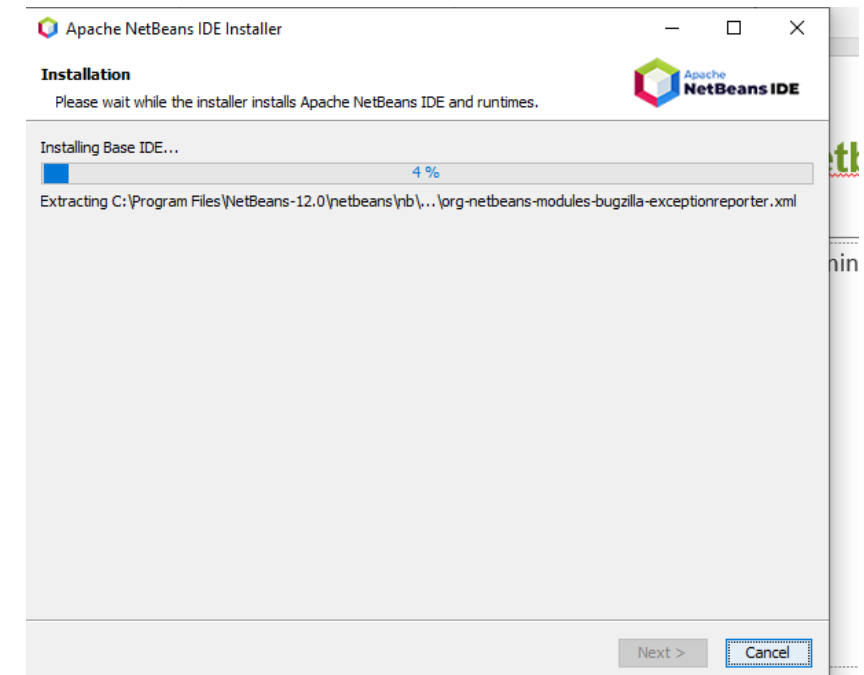 Apache NetBeans IDE Installer
Installation
Please wait while the installer installs Apache NetBeans IDE and runtimes.
Apache
NetBeans IDE
Installing Base IDE...
4 %
Extracting C:\Program Files\NetBeans-12.0\netbeans\nb\...\org-netbeans-modules-bugzilla-exceptionreporter.xml
Next >
Cancel